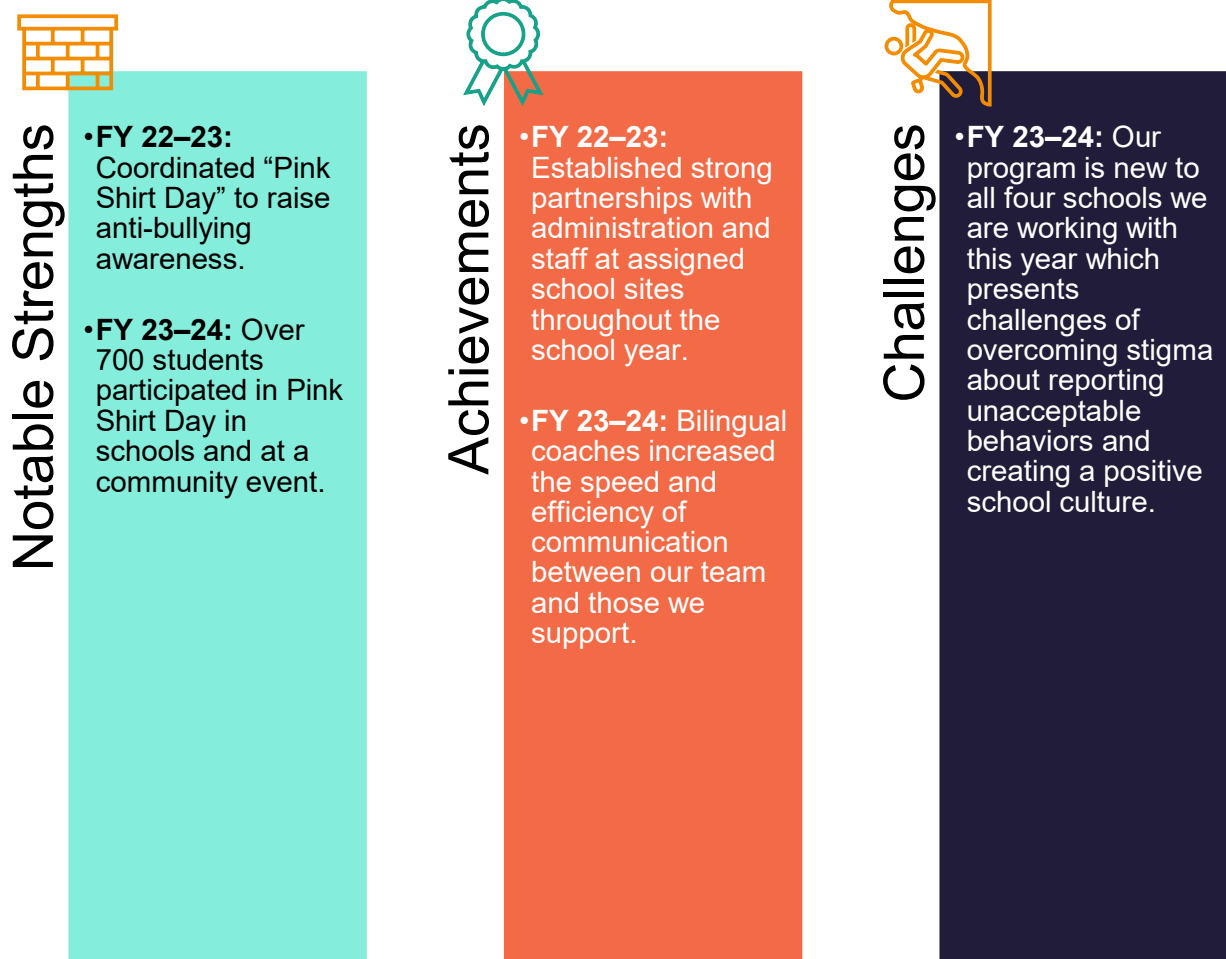 Notable Strengths
•FY 22–23:
Coordinated “Pink
Shirt Day” to raise
anti-bullying
awareness.
•FY 23–24: Over
700 students
participated in Pink
Shirt Day in
schools and at a
community event.
Achievements
•FY 22–23:
Established strong
partnerships with
administration and
staff at assigned
school sites
throughout the
school year.
•FY 23–24: Bilingual
coaches increased
the speed and
efficiency of
communication
between our team
and those we
support.
Challenges
•FY 23–24: Our
program is new to
all four schools we
are working with
this year which
presents
challenges of
overcoming stigma
about reporting
unacceptable
behaviors and
creating a positive
school culture.